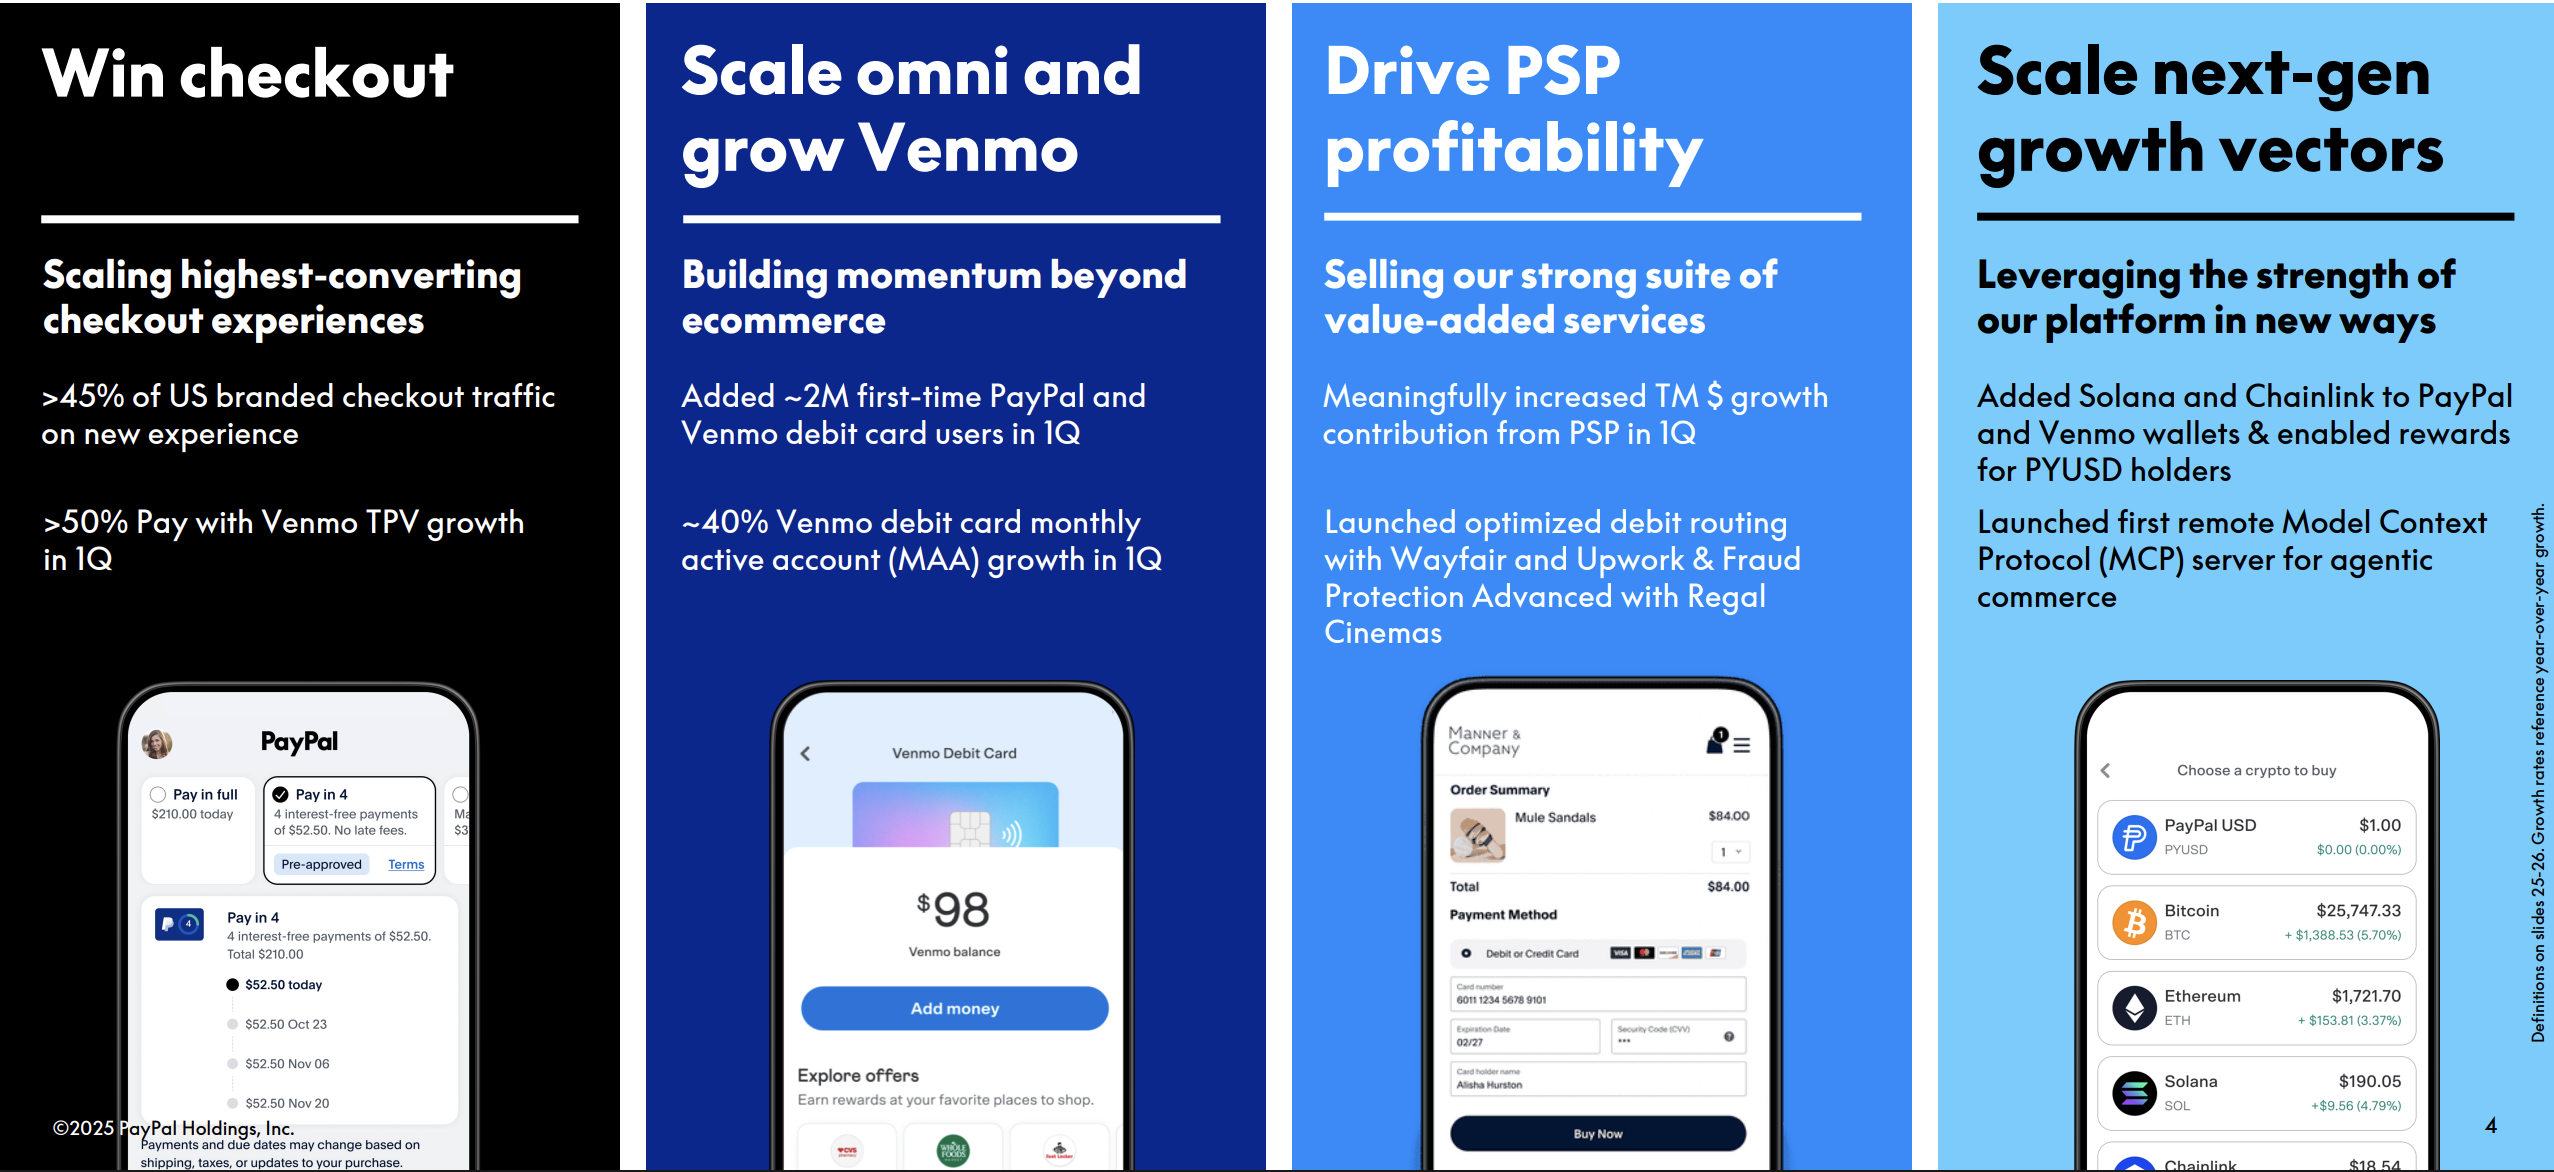 Win checkout
Scaling highest-converting
checkout experiences
>45% of US branded checkout traffic
on new experience
>50% Pay with Venmo TPV growth
in 1Q
PayPal
Pay in full
$210.00 today
Pay in 4
4 interest-free payments
of $52.50. No late fees.
Pre-approved
Terms
Ma
$3
4
Pay in 4
4 interest-free payments of $52.50.
Total $210.00
$52.50 today
$52.50 Oct 23
$52.50 Nov 06
$52.50 Nov 20
©2025 PayPal Holdings, Inc.
Payments and due dates may change based on
shipping, taxes, or updates to your purchase.
Scale omni and
grow Venmo
Building momentum beyond
ecommerce
Added ~2M first-time PayPal and
Venmo debit card users in 1Q
~40% Venmo debit card monthly
active account (MAA) growth in 1Q
Venmo Debit Card
$98
Venmo balance
Add money
Explore offers
Earn rewards at your favorite places to shop.
CVS
pharmacy
WHOLE
FOODS
MARKET
Foot Locker
Drive PSP
profitability
Selling our strong suite of
value-added services
Meaningfully increased TM $ growth
contribution from PSP in 1Q
Launched optimized debit routing
with Wayfair and Upwork & Fraud
Protection Advanced with Regal
Cinemas
Manner &
Company
1
Order Summary
Mule Sandals
$84.00
1
Total
$84.00
Payment Method
Debit or Credit Card
VISA
Card number
6011 1234 5678 9101
Expiration Date
02/27
Security Code (CVV)
***
?
Card holder name
Alisha Hurston
Buy Now
Scale next-gen
growth vectors
Leveraging the strength of
our platform in new ways
Added Solana and Chainlink to PayPal
and Venmo wallets & enabled rewards
for PYUSD holders
Launched first remote Model Context
Protocol (MCP) server for agentic
commerce
Choose a crypto to buy
PayPal USD
$1.00
PYUSD
$0.00 (0.00%)
Bitcoin
$25,747.33
BTC
+ $1,388.53 (5.70%)
Ethereum
$1,721.70
ETH
+ $153.81 (3.37%)
Solana
$190.05
SOL
+$9.56 (4.79%)
Chainlink
$18.54
Definitions on slides 25-26. Growth rates reference year-over-year growth.
4